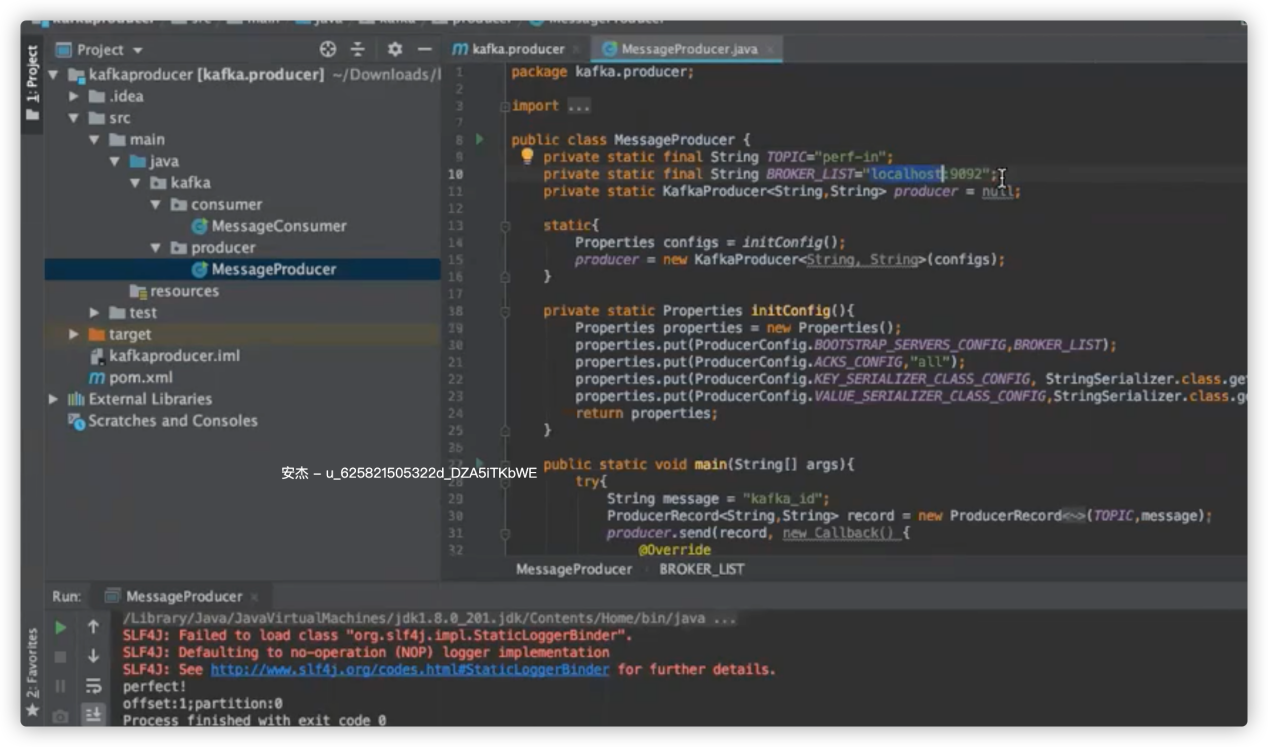 1: Project
Project
kafkaproducer [kafka.producer] ~/Downloads/
.idea
src
main
java
kafka
consumer
MessageConsumer
producer
MessageProducer
resources
test
target
kafkaproducer.iml
pom.xml
External Libraries
Scratches and Consoles
kafka.producer
MessageProducer.java
1 package kafka.producer;
2
3 import ...
7
8 public class MessageProducer {
9 private static final String TOPIC="perf-in";
10 private static final String BROKER_LIST="localhost:9092";
11 private static KafkaProducer<String,String> producer = null;
12
13 static{
14 Properties configs = initConfig();
15 producer = new KafkaProducer<String, String>(configs);
16 }
17
18 private static Properties initConfig(){
19 Properties properties = new Properties();
20 properties.put(ProducerConfig.BOOTSTRAP_SERVERS_CONFIG,BROKER_LIST);
21 properties.put(ProducerConfig.ACKS_CONFIG,"all");
22 properties.put(ProducerConfig.KEY_SERIALIZER_CLASS_CONFIG, StringSerializer.class.ge
23 properties.put(ProducerConfig.VALUE_SERIALIZER_CLASS_CONFIG,StringSerializer.class.g
24 return properties;
25 }
26
27 public static void main(String[] args){
28 try{
29 String message = "kafka_id";
30 ProducerRecord<String,String> record = new ProducerRecord<~>(TOPIC,message);
31 producer.send(record, new Callback() {
32 @Override
安杰 – u_625821505322d_DZA5iTKbWE
MessageProducer BROKER_LIST
Run: MessageProducer
/Library/Java/JavaVirtualMachines/jdk1.8.0_201.jdk/Contents/Home/bin/java ...
SLF4J: Failed to load class "org.slf4j.impl.StaticLoggerBinder".
SLF4J: Defaulting to no-operation (NOP) logger implementation
SLF4J: See http://www.slf4j.org/codes.html#StaticLoggerBinder for further details.
perfect!
offset:1;partition:0
Process finished with exit code 0
2: Favorites